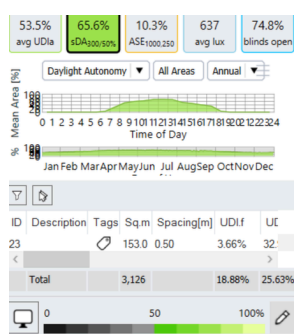 53.5% 65.6% 10.3% 637 74.8%
avg UDIa sDA300/50% ASE1000,250 avg lux blinds open
Daylight Autonomy ▼ All Areas Annual ▼
Mean Area [%]
0 1 2 3 4 5 6 7 8 9 10 11 12 13 14 15 16 17 18 19 20 21 22 23 24
Time of Day
%
Jan Feb Mar Apr May Jun Jul Aug Sep Oct Nov Dec
ID Description Tags Sq.m Spacing[m] UDI.f
23 153.0 0.50 3.66%
Total 3,126 18.88% 25.63%
0 50 100%